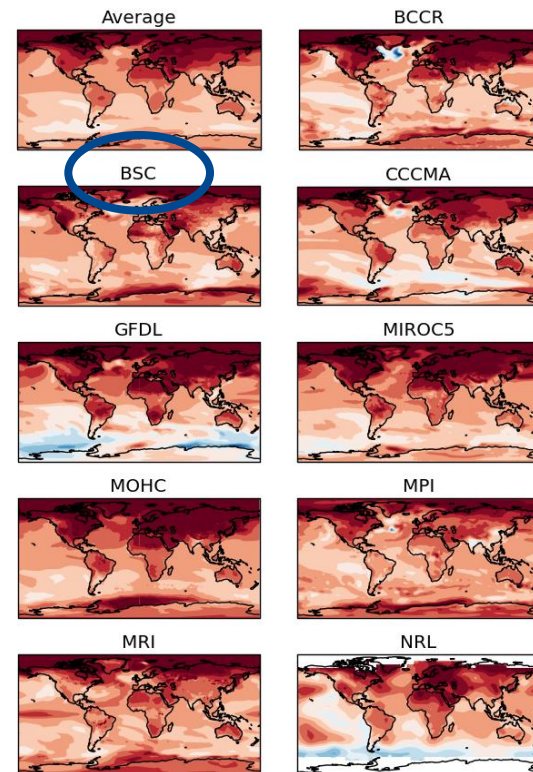 Average
BCCR
BSC
CCCMA
GFDL
MIROC5
MOHC
MPI
MRI
NRL